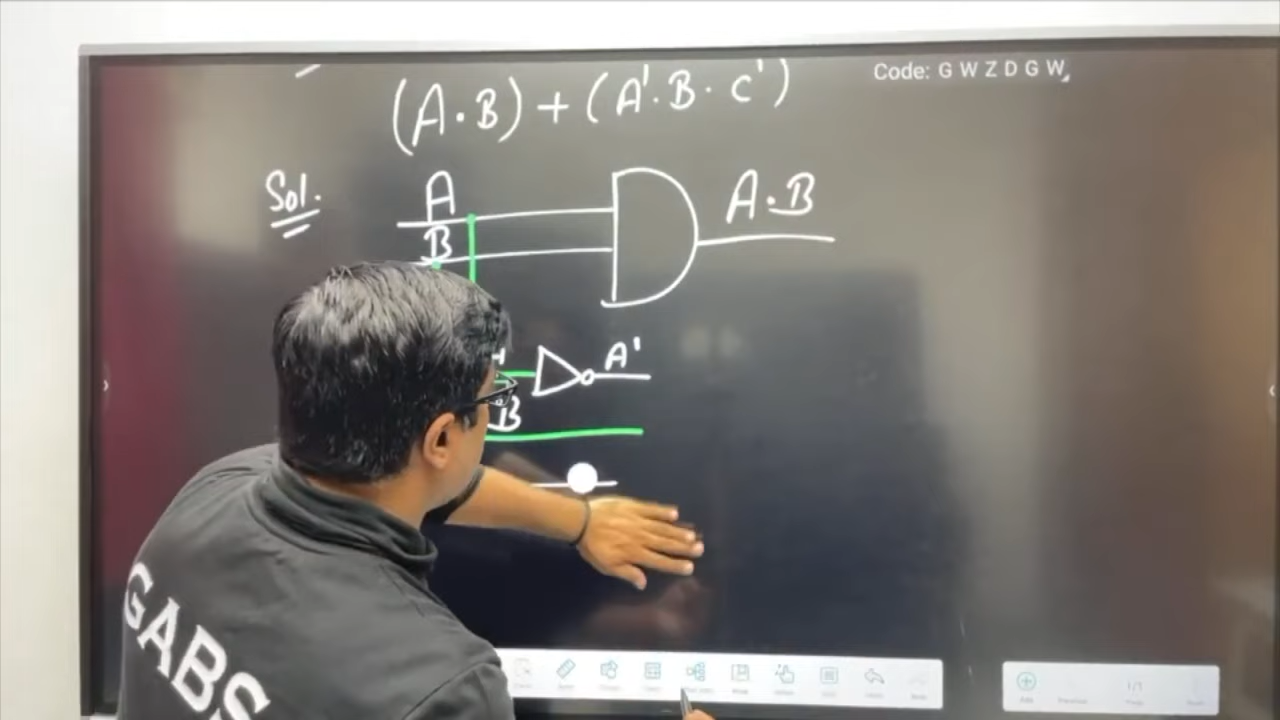 Code: G W Z D G W
(A·B) + (A'·B·C')
Sol.
A
B
A·B
A'
B
GABS